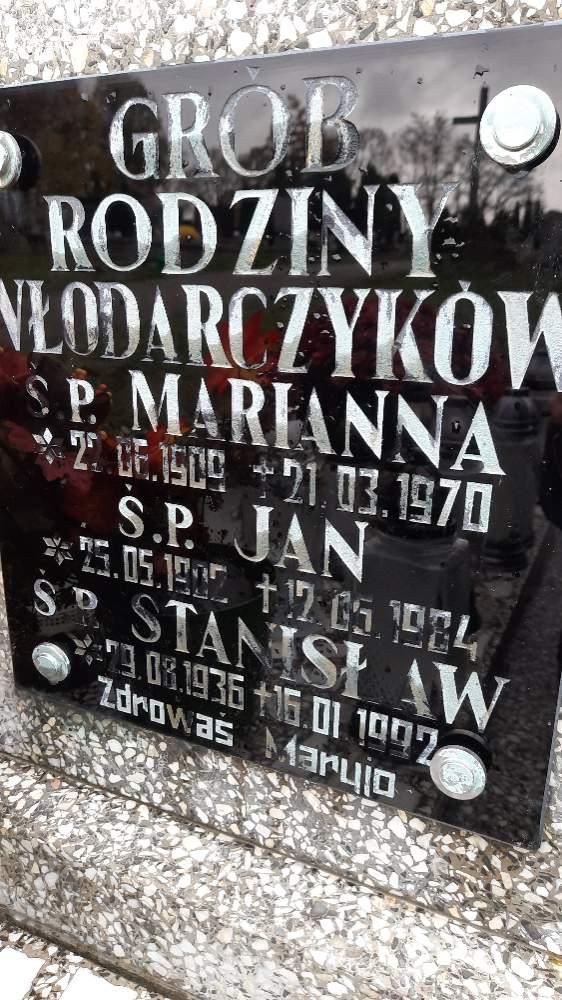 GRÓB
RODZINY
WŁODARCZYKÓW
Ś.P. MARIANNA
22.08.1909 † 21.03.1970
Ś.P. JAN
25.05.1902 † 12.05.1984
Ś.P. STANISŁAW
29.03.1936 † 16.01.1992
Zdrowaś Maryjo